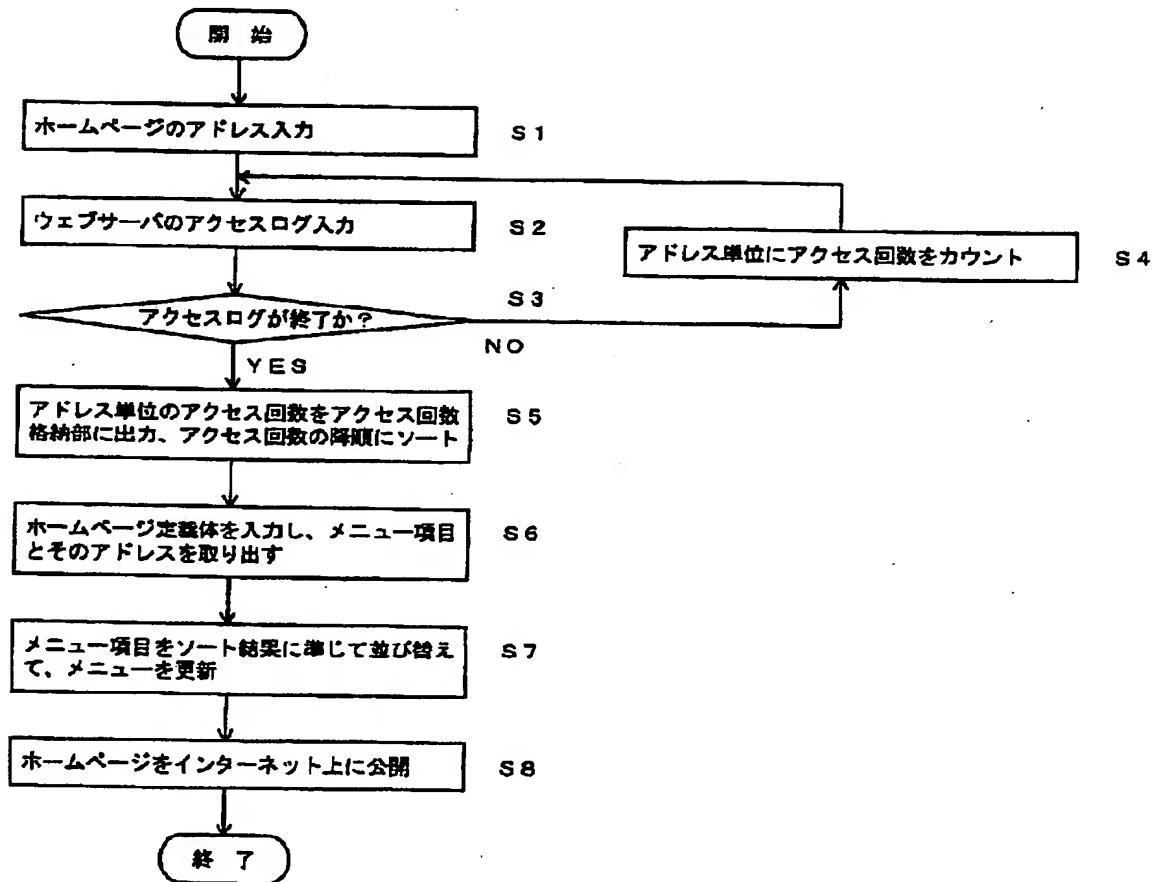 開 始
ホームページのアドレス入力 S1
ウェブサーバのアクセスログ入力 S2
アドレス単位にアクセス回数をカウント S4
S3
アクセスログが終了か?
NO
YES
アドレス単位のアクセス回数をアクセス回数
格納部に出力、アクセス回数の降順にソート
S5
ホームページ定義体を入力し、メニュー項目
とそのアドレスを取り出す
S6
メニュー項目をソート結果に準じて並び替え
て、メニューを更新
S7
ホームページをインターネット上に公開 S8
終 了